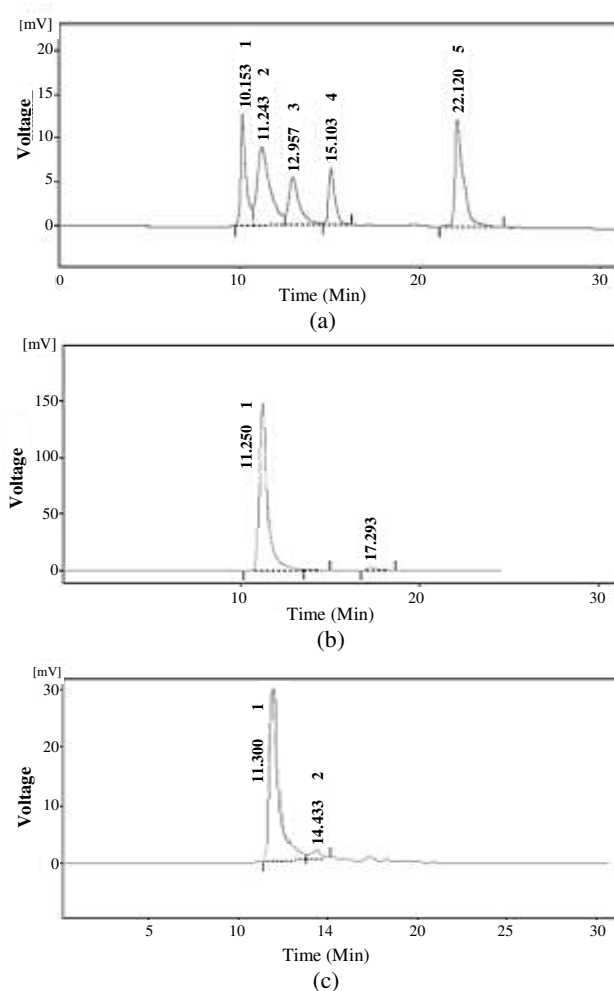 [mV]
20
15
10
5
0
Voltage
10.153 1
11.243 2
12.957 3
15.103 4
22.120 5
0 10 20 30
Time (Min)
(a)
[mV]
150
100
50
0
Voltage
11.250 1
17.293
10 20 30
Time (Min)
(b)
[mV]
30
20
10
0
Voltage
11.300 1
14.433 2
5 10 14 20 25 30
Time (Min)
(c)